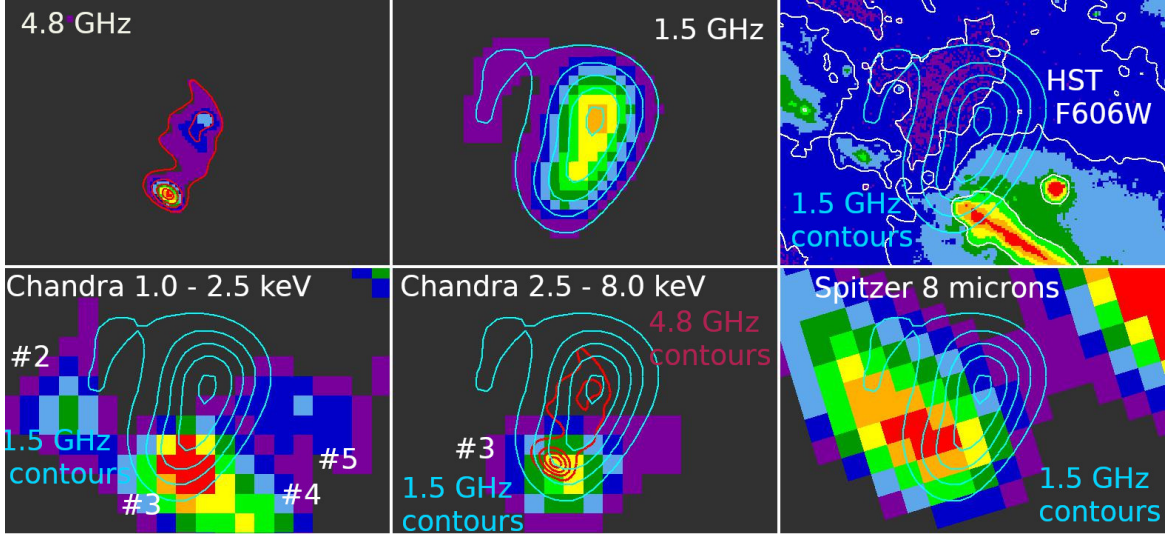 4.8 GHz
1.5 GHz
HST
F606W
1.5 GHz
contours
Chandra 1.0 - 2.5 keV
#2
1.5 GHz
contours
#3
#4
#5
Chandra 2.5 - 8.0 keV
4.8 GHz
contours
#3
1.5 GHz
contours
Spitzer 8 microns
1.5 GHz
contours